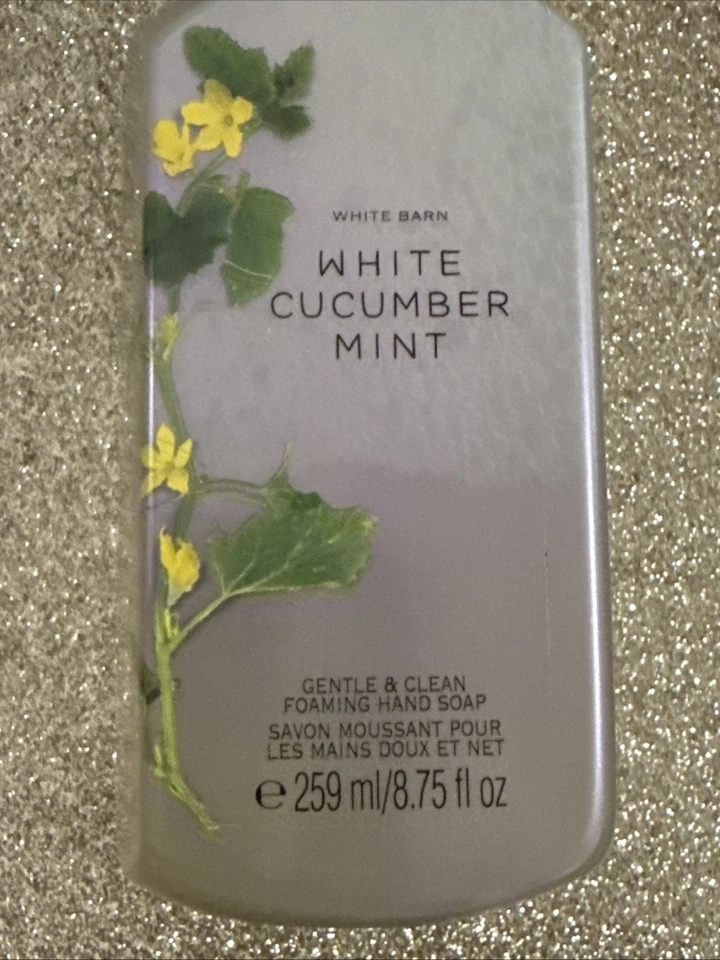 WHITE BARN
WHITE
CUCUMBER
MINT
GENTLE & CLEAN
FOAMING HAND SOAP
SAVON MOUSSANT POUR
LES MAINS DOUX ET NET
℮ 259 ml/8.75 fl oz